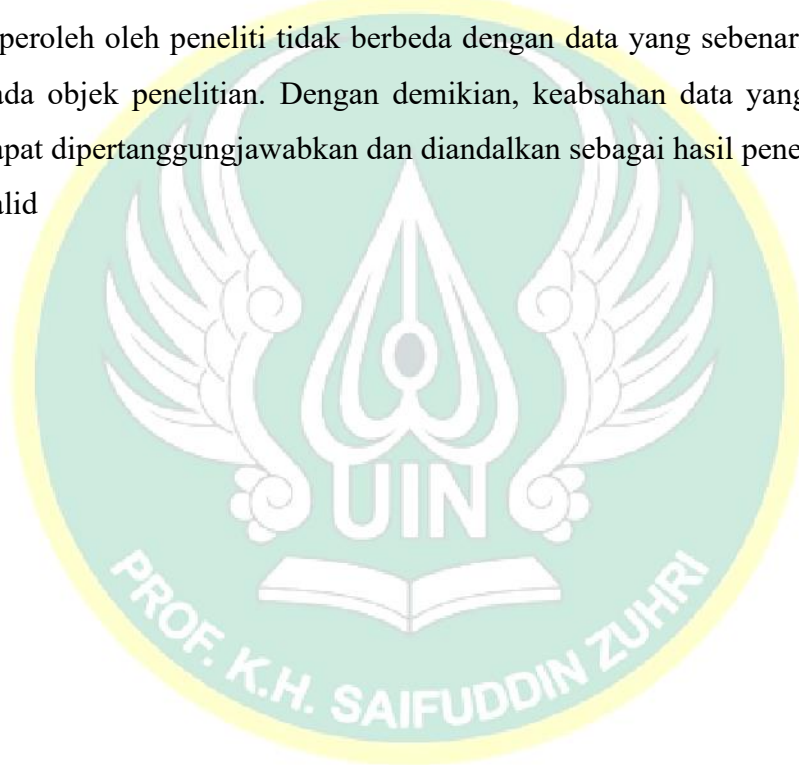 peroleh oleh peneliti tidak berbeda dengan data yang sebenar
ada objek penelitian. Dengan demikian, keabsahan data yang
apat dipertanggungjawabkan dan diandalkan sebagai hasil pene
alid
UIN
PROF. K.H. SAIFUDDIN ZUHRI